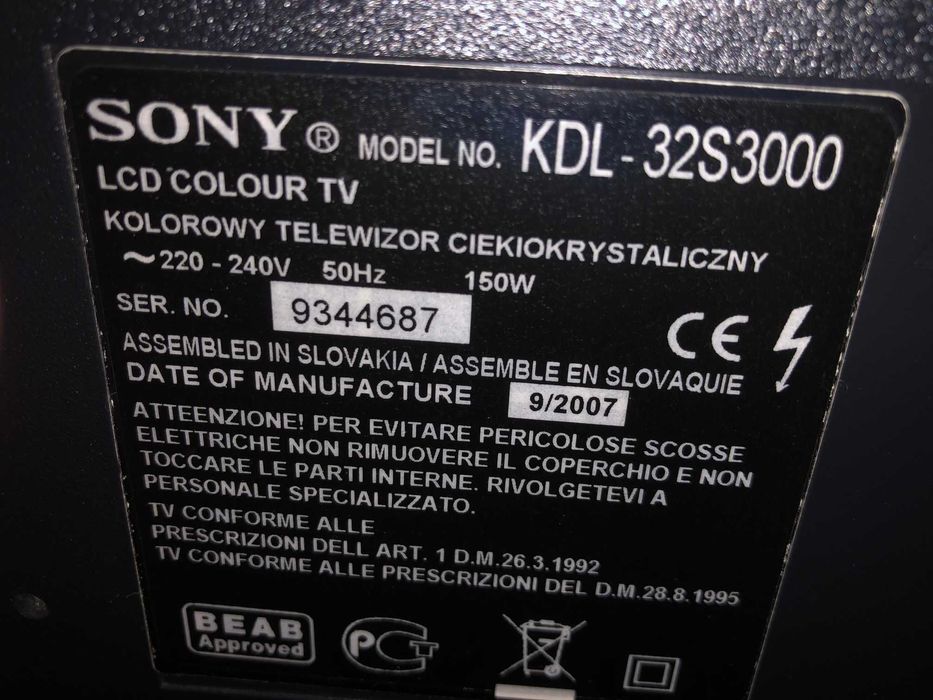 SONY® MODEL NO. KDL-32S3000
LCD COLOUR TV
KOLOROWY TELEWIZOR CIEKIOKRYSTALICZNY
~220 - 240V 50Hz 150W
SER. NO. 9344687
CE
ASSEMBLED IN SLOVAKIA / ASSEMBLE EN SLOVAQUIE
DATE OF MANUFACTURE 9/2007
ATTEENZIONE! PER EVITARE PERICOLOSE SCOSSE
ELETTRICHE NON RIMUOVERE IL COPERCHIO E NON
TOCCARE LE PARTI INTERNE. RIVOLGETEVI A
PERSONALE SPECIALIZZATO.
TV CONFORME ALLE
PRESCRIZIONI DELL ART. 1 D.M.26.3.1992
TV CONFORME ALLE PRESCRIZIONI DEL D.M.28.8.1995
BEAB
Approved
PCT